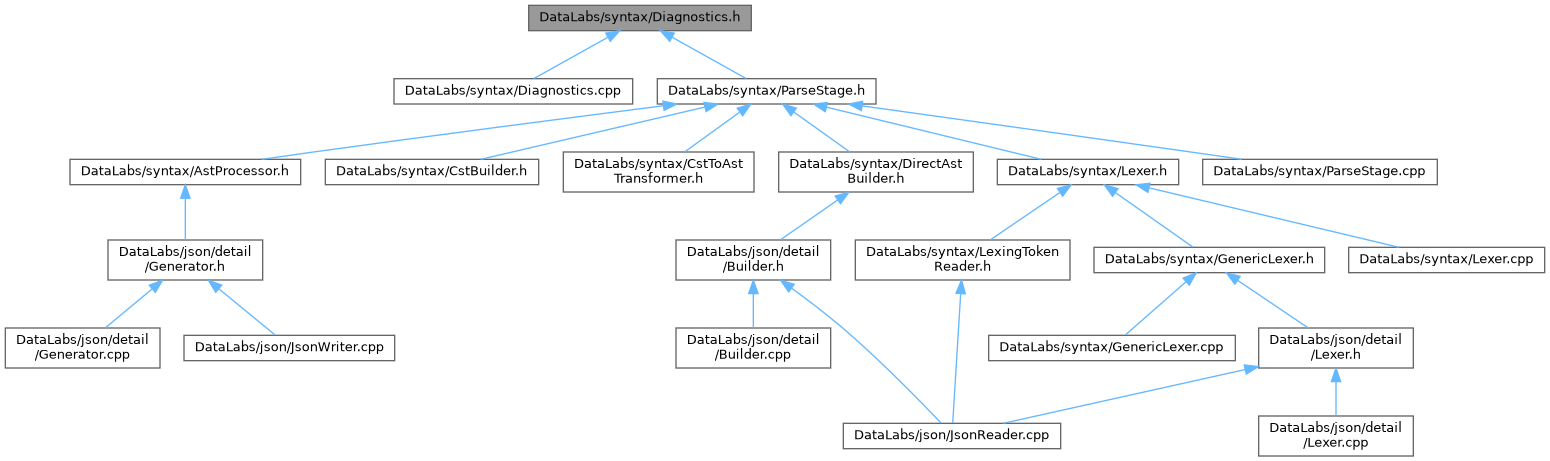 DataLabs/syntax/Diagnostics.h
DataLabs/syntax/Diagnostics.cpp
DataLabs/syntax/ParseStage.h
DataLabs/syntax/AstProcessor.h
DataLabs/syntax/CstBuilder.h
DataLabs/syntax/CstToAst
Transformer.h
DataLabs/syntax/DirectAst
Builder.h
DataLabs/syntax/Lexer.h
DataLabs/syntax/ParseStage.cpp
DataLabs/json/detail
/Generator.h
DataLabs/json/detail
/Builder.h
DataLabs/syntax/LexingToken
Reader.h
DataLabs/syntax/GenericLexer.h
DataLabs/syntax/Lexer.cpp
DataLabs/json/detail
/Generator.cpp
DataLabs/json/JsonWriter.cpp
DataLabs/json/detail
/Builder.cpp
DataLabs/syntax/GenericLexer.cpp
DataLabs/json/detail
/Lexer.h
DataLabs/json/JsonReader.cpp
DataLabs/json/detail
/Lexer.cpp